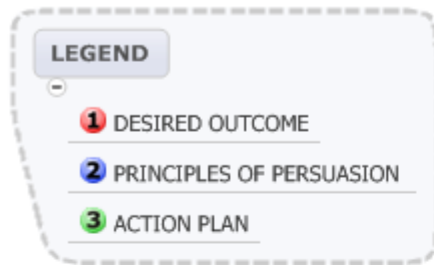 LEGEND
1 DESIRED OUTCOME
2 PRINCIPLES OF PERSUASION
3 ACTION PLAN